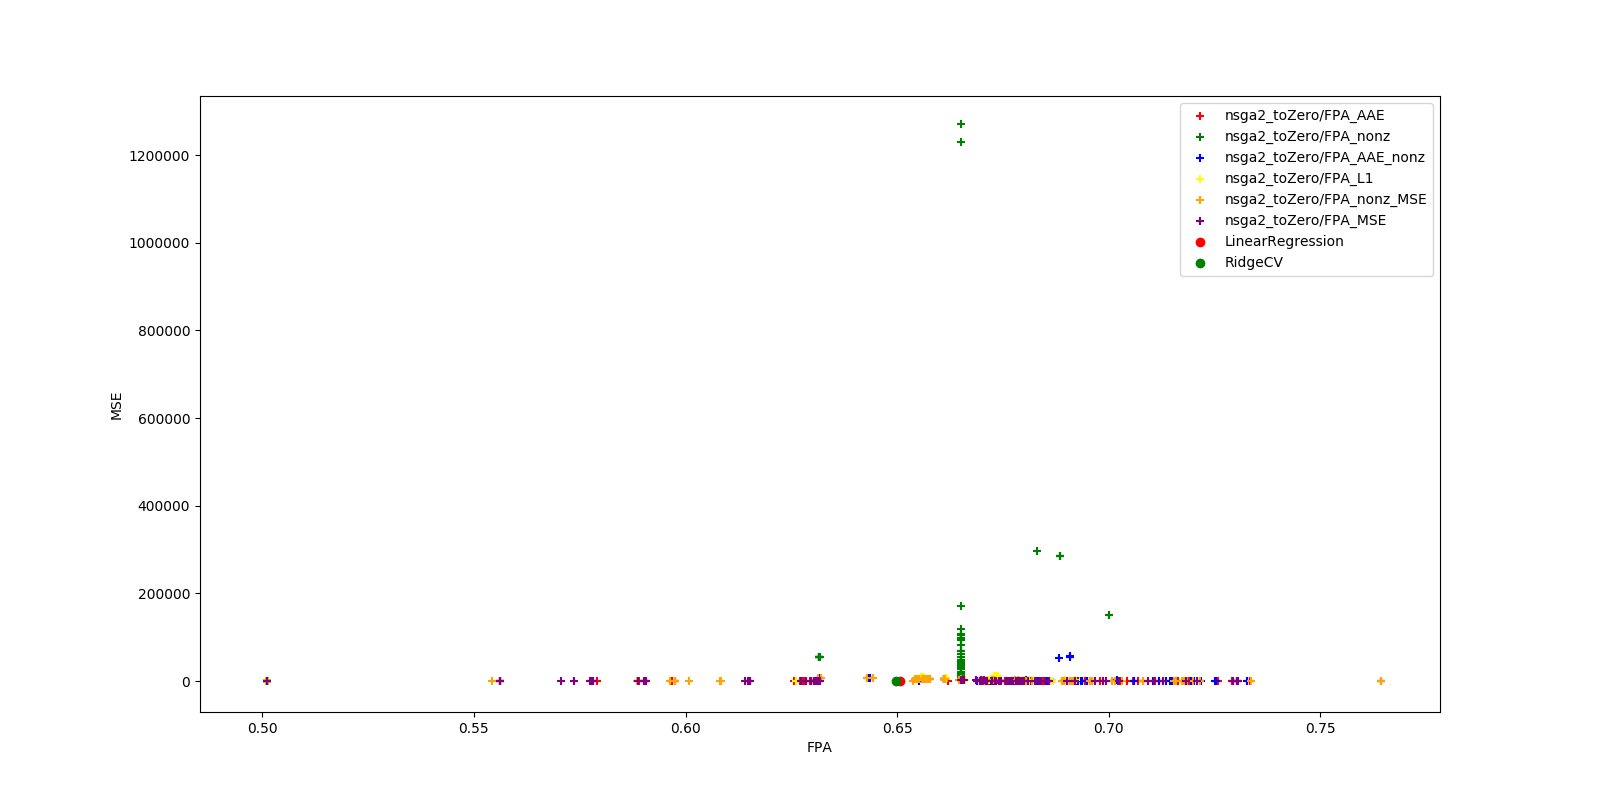 nsga2_toZero/FPA_AAE
nsga2_toZero/FPA_nonz
nsga2_toZero/FPA_AAE_nonz
nsga2_toZero/FPA_L1
nsga2_toZero/FPA_nonz_MSE
nsga2_toZero/FPA_MSE
LinearRegression
RidgeCV
1200000
1000000
800000
600000
400000
200000
0
MSE
0.50 0.55 0.60 0.65 0.70 0.75
FPA